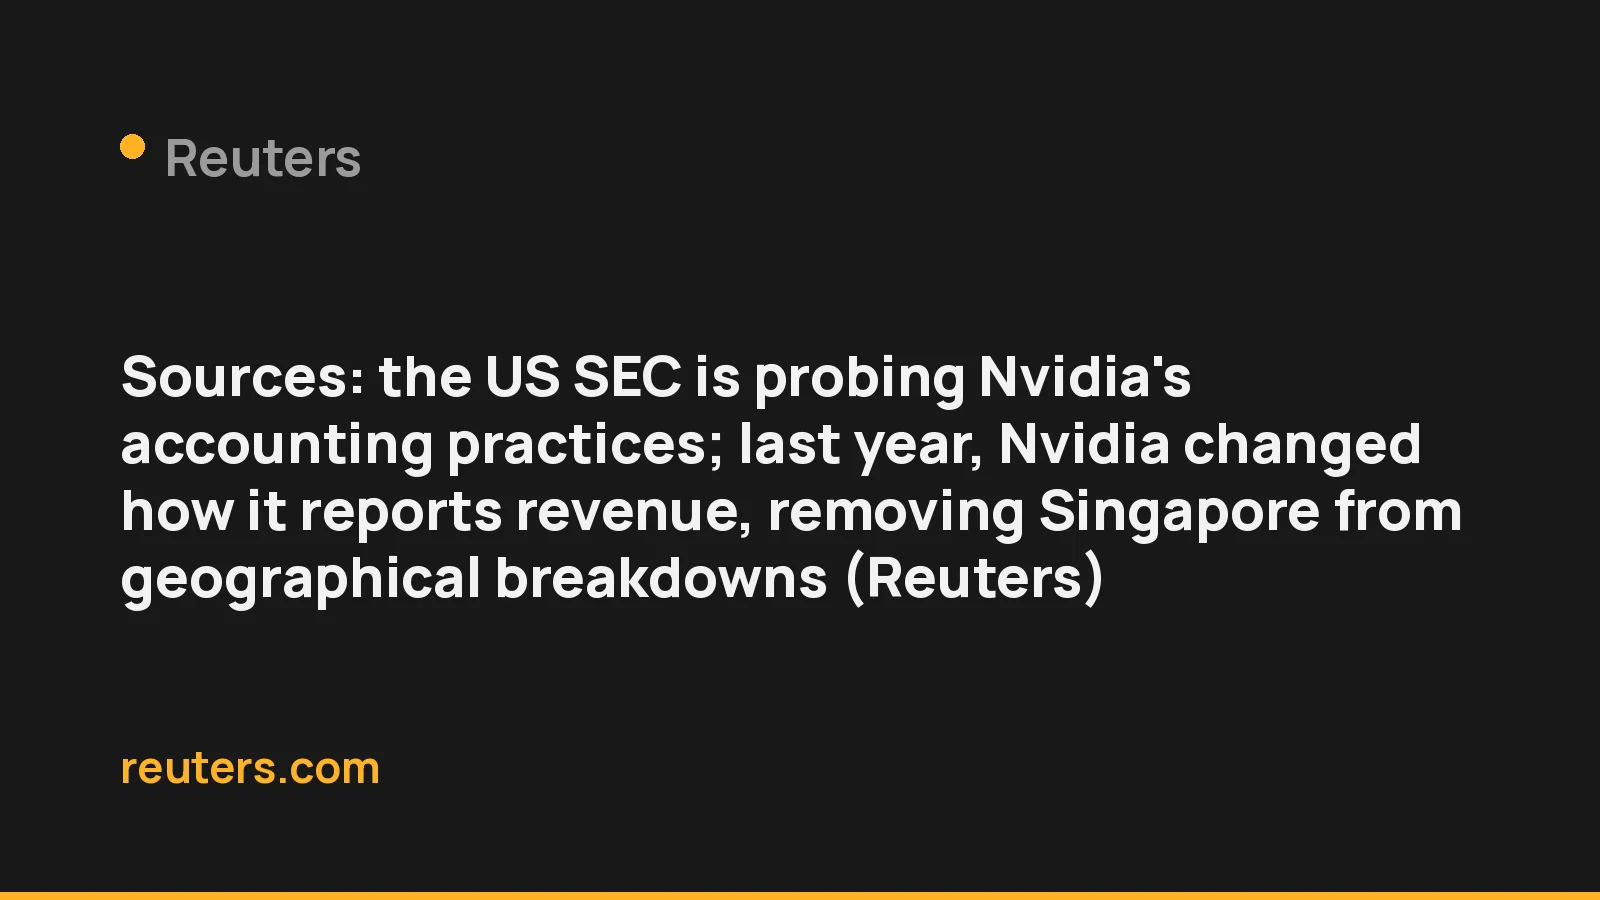 Reuters
Sources: the US SEC is probing Nvidia's
accounting practices; last year, Nvidia changed
how it reports revenue, removing Singapore from
geographical breakdowns (Reuters)
reuters.com